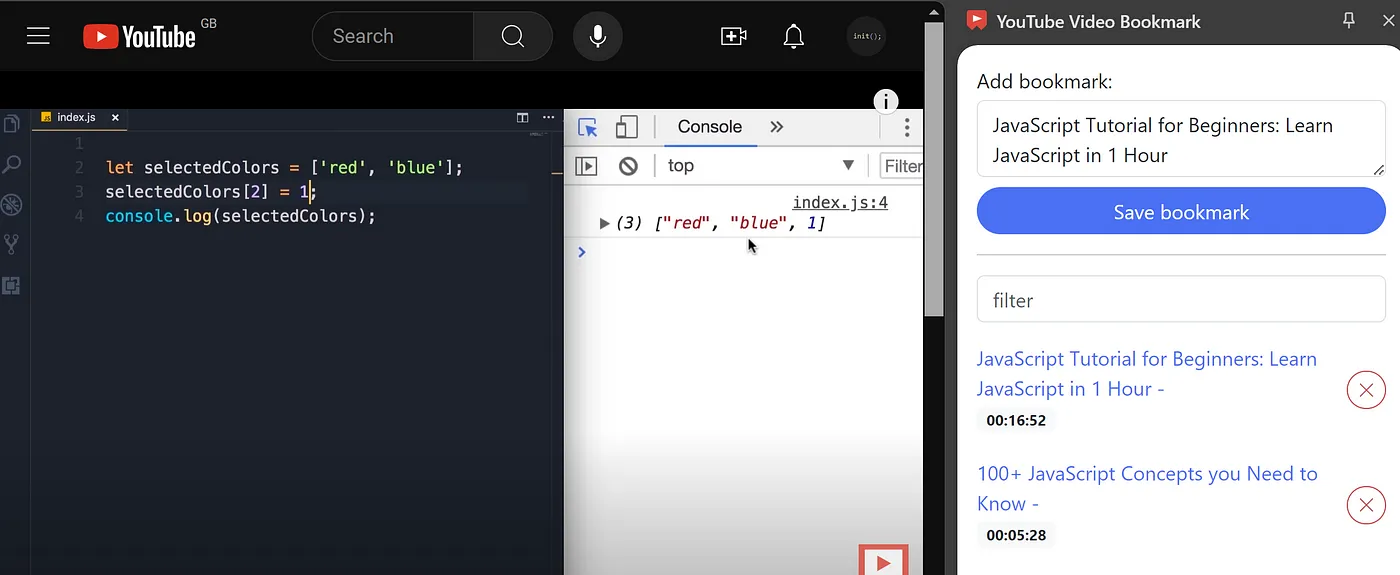 YouTube GB
Search
init();
index.js
1
2 let selectedColors = ['red', 'blue'];
3 selectedColors[2] = 1;
4 console.log(selectedColors);
Console
top
Filter
index.js:4
(3) ["red", "blue", 1]
YouTube Video Bookmark
Add bookmark:
JavaScript Tutorial for Beginners: Learn
JavaScript in 1 Hour
Save bookmark
filter
JavaScript Tutorial for Beginners: Learn
JavaScript in 1 Hour -
00:16:52
100+ JavaScript Concepts you Need to
Know -
00:05:28